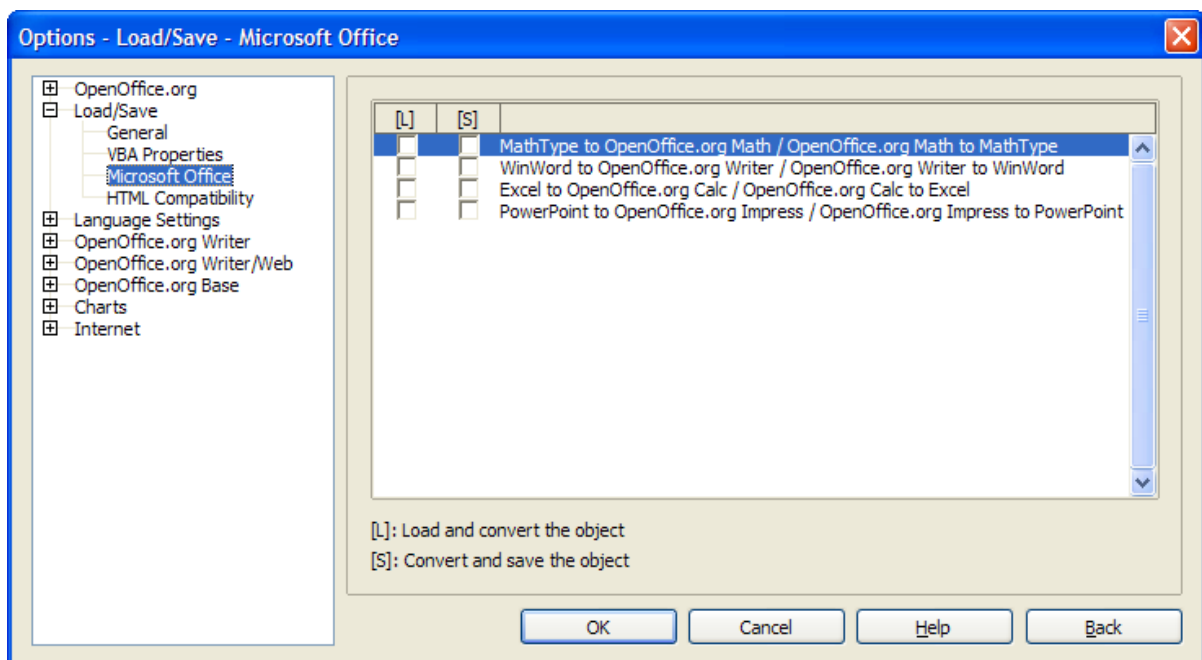 Options - Load/Save - Microsoft Office
OpenOffice.org
Load/Save
General
VBA Properties
Microsoft Office
HTML Compatibility
Language Settings
OpenOffice.org Writer
OpenOffice.org Writer/Web
OpenOffice.org Base
Charts
Internet
[L] [S]
MathType to OpenOffice.org Math / OpenOffice.org Math to MathType
WinWord to OpenOffice.org Writer / OpenOffice.org Writer to WinWord
Excel to OpenOffice.org Calc / OpenOffice.org Calc to Excel
PowerPoint to OpenOffice.org Impress / OpenOffice.org Impress to PowerPoint
[L]: Load and convert the object
[S]: Convert and save the object
OK Cancel Help Back